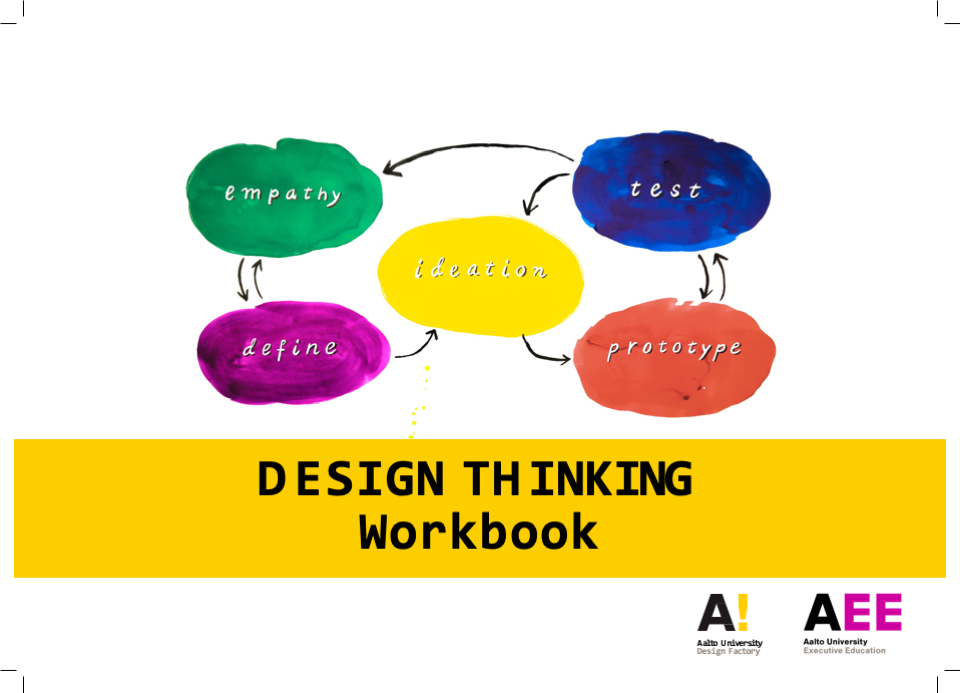 empathy
test
ideation
define
prototype
DESIGN THINKING
Workbook
A!
Aalto University
Design Factory
AEE
Aalto University
Executive Education